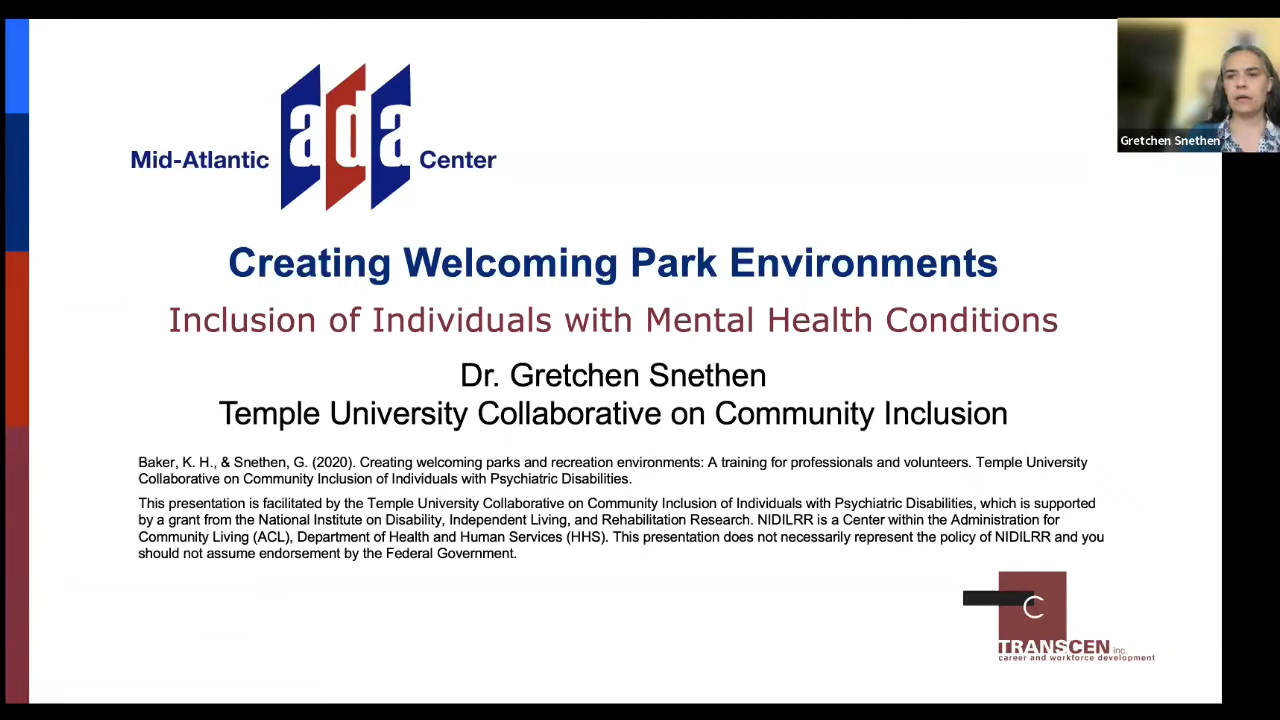 Mid-Atlantic ada Center
Gretchen Snethen
Creating Welcoming Park Environments
Inclusion of Individuals with Mental Health Conditions
Dr. Gretchen Snethen
Temple University Collaborative on Community Inclusion
Baker, K. H., & Snethen, G. (2020). Creating welcoming parks and recreation environments: A training for professionals and volunteers. Temple University
Collaborative on Community Inclusion of Individuals with Psychiatric Disabilities.
This presentation is facilitated by the Temple University Collaborative on Community Inclusion of Individuals with Psychiatric Disabilities, which is supported
by a grant from the National Institute on Disability, Independent Living, and Rehabilitation Research. NIDILRR is a Center within the Administration for
Community Living (ACL), Department of Health and Human Services (HHS). This presentation does not necessarily represent the policy of NIDILRR and you
should not assume endorsement by the Federal Government.
C
TRANSCEN inc.
career and workforce development